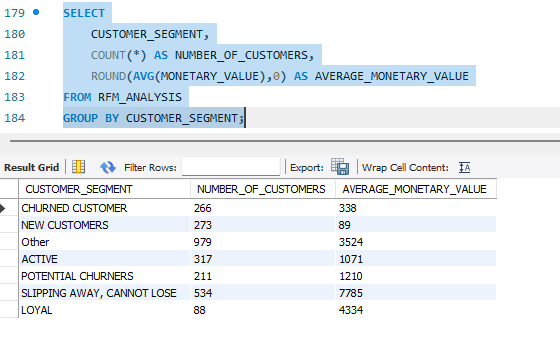 179 SELECT
180 CUSTOMER_SEGMENT,
181 COUNT(*) AS NUMBER_OF_CUSTOMERS,
182 ROUND(AVG(MONETARY_VALUE),0) AS AVERAGE_MONETARY_VALUE
183 FROM RFM_ANALYSIS
184 GROUP BY CUSTOMER_SEGMENT;
Result Grid Filter Rows: Export: Wrap Cell Content:
CUSTOMER_SEGMENT NUMBER_OF_CUSTOMERS AVERAGE_MONETARY_VALUE
CHURNED CUSTOMER 266 338
NEW CUSTOMERS 273 89
Other 979 3524
ACTIVE 317 1071
POTENTIAL CHURNERS 211 1210
SLIPPING AWAY, CANNOT LOSE 534 7785
LOYAL 88 4334